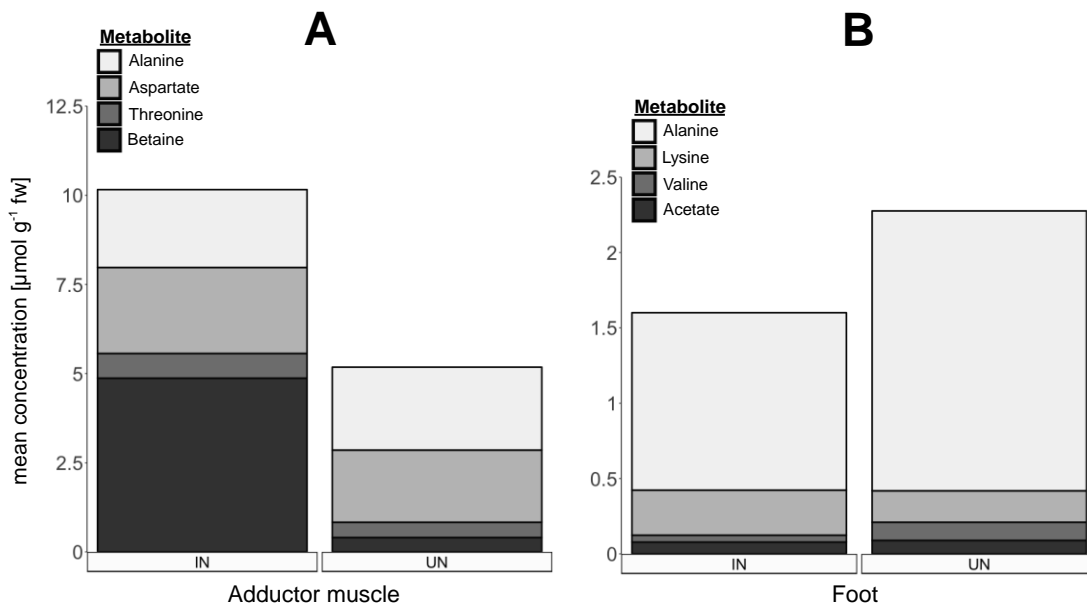 A
Metabolite
Alanine
Aspartate
Threonine
Betaine
12.5
10
7.5
5
2.5
0
mean concentration [µmol g⁻¹ fw]
IN
UN
Adductor muscle
B
Metabolite
Alanine
Lysine
Valine
Acetate
2.5
2
1.5
1
0.5
0
IN
UN
Foot